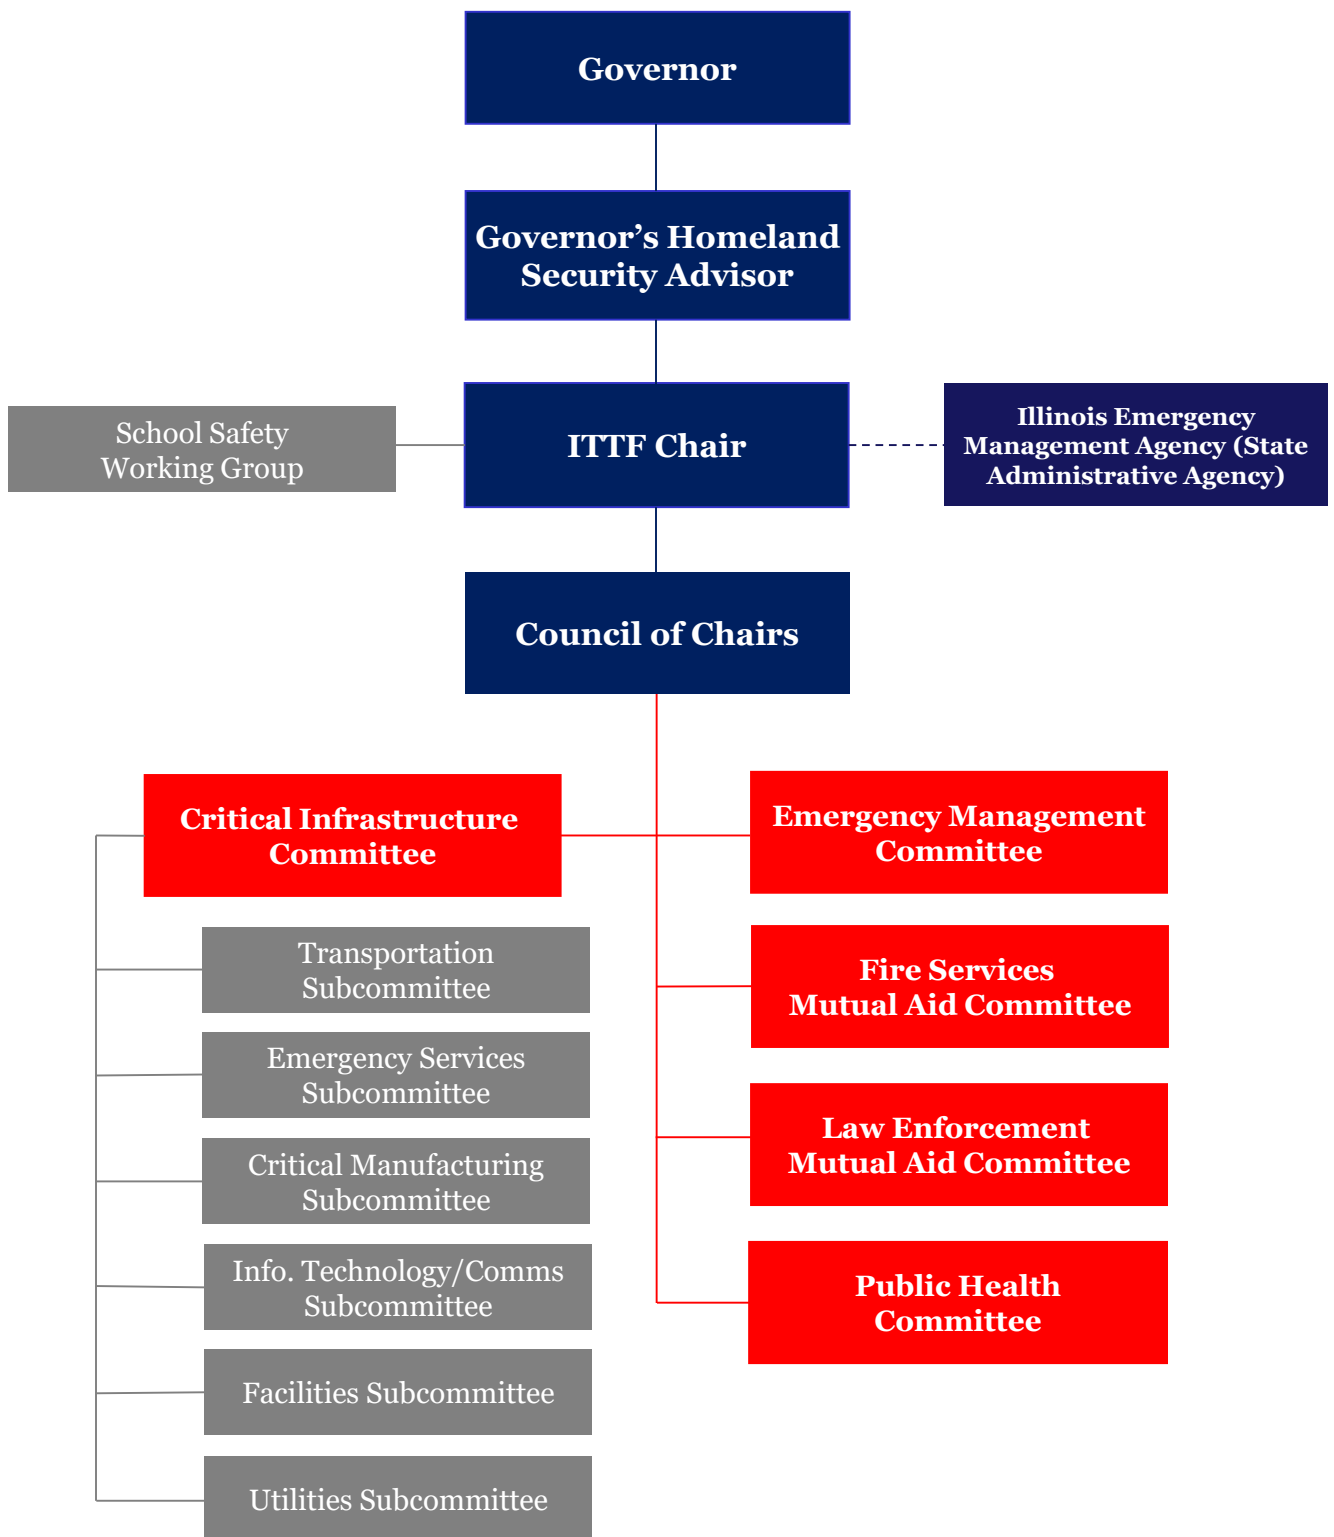 Governor
Governor’s Homeland
Security Advisor
School Safety
Working Group
ITTF Chair
Illinois Emergency
Management Agency (State
Administrative Agency)
Council of Chairs
Critical Infrastructure
Committee
Transportation
Subcommittee
Emergency Services
Subcommittee
Critical Manufacturing
Subcommittee
Info. Technology/Comms
Subcommittee
Facilities Subcommittee
Utilities Subcommittee
Emergency Management
Committee
Fire Services
Mutual Aid Committee
Law Enforcement
Mutual Aid Committee
Public Health
Committee